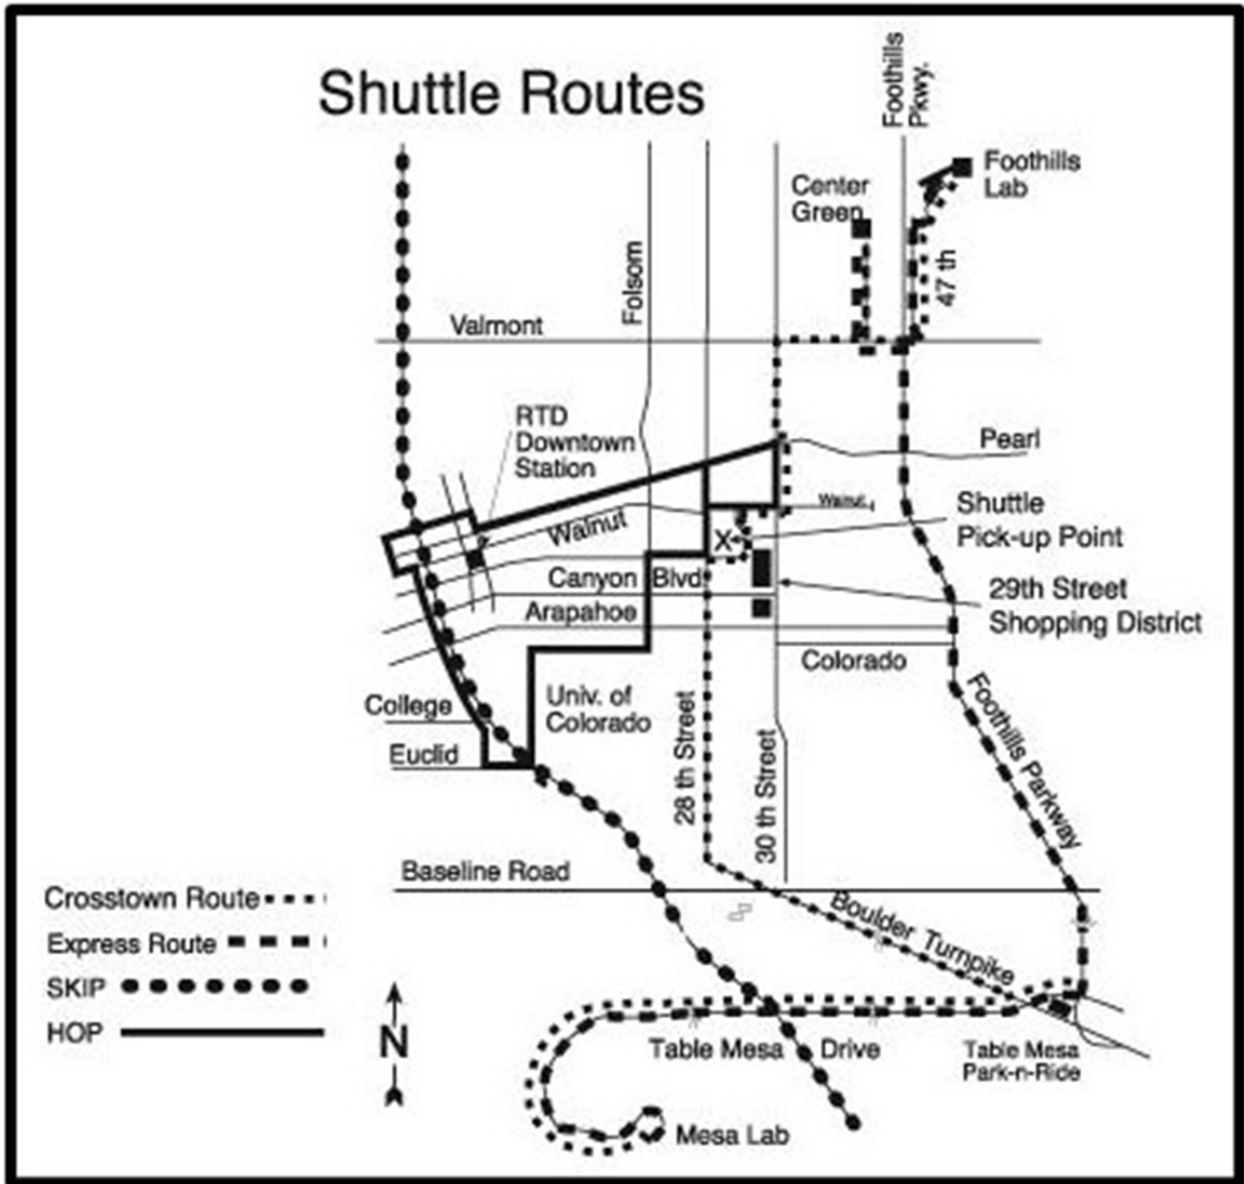 Shuttle Routes
Foothills
Pkwy.
Foothills
Lab
Center
Green
47 th
Folsom
Valmont
RTD
Downtown
Station
Pearl
Walnut
Walnut
Shuttle
Pick-up Point
X
Canyon Blvd
29th Street
Shopping District
Arapahoe
Colorado
College
Univ. of
Colorado
Euclid
28 th Street
30 th Street
Foothills Parkway
Baseline Road
Boulder Turnpike
Crosstown Route
Express Route
SKIP
HOP
N
Table Mesa Drive
Table Mesa
Park-n-Ride
Mesa Lab